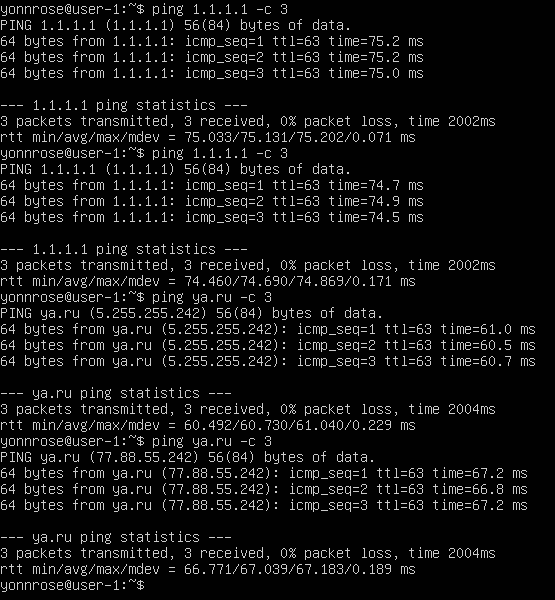 yonnrose@user-1:~$ ping 1.1.1.1 -c 3
PING 1.1.1.1 (1.1.1.1) 56(84) bytes of data.
64 bytes from 1.1.1.1: icmp_seq=1 ttl=63 time=75.2 ms
64 bytes from 1.1.1.1: icmp_seq=2 ttl=63 time=75.2 ms
64 bytes from 1.1.1.1: icmp_seq=3 ttl=63 time=75.0 ms

--- 1.1.1.1 ping statistics ---
3 packets transmitted, 3 received, 0% packet loss, time 2002ms
rtt min/avg/max/mdev = 75.033/75.131/75.202/0.071 ms
yonnrose@user-1:~$ ping 1.1.1.1 -c 3
PING 1.1.1.1 (1.1.1.1) 56(84) bytes of data.
64 bytes from 1.1.1.1: icmp_seq=1 ttl=63 time=74.7 ms
64 bytes from 1.1.1.1: icmp_seq=2 ttl=63 time=74.9 ms
64 bytes from 1.1.1.1: icmp_seq=3 ttl=63 time=74.5 ms

--- 1.1.1.1 ping statistics ---
3 packets transmitted, 3 received, 0% packet loss, time 2002ms
rtt min/avg/max/mdev = 74.460/74.690/74.869/0.171 ms
yonnrose@user-1:~$ ping ya.ru -c 3
PING ya.ru (5.255.255.242) 56(84) bytes of data.
64 bytes from ya.ru (5.255.255.242): icmp_seq=1 ttl=63 time=61.0 ms
64 bytes from ya.ru (5.255.255.242): icmp_seq=2 ttl=63 time=60.5 ms
64 bytes from ya.ru (5.255.255.242): icmp_seq=3 ttl=63 time=60.7 ms

--- ya.ru ping statistics ---
3 packets transmitted, 3 received, 0% packet loss, time 2004ms
rtt min/avg/max/mdev = 60.492/60.730/61.040/0.229 ms
yonnrose@user-1:~$ ping ya.ru -c 3
PING ya.ru (77.88.55.242) 56(84) bytes of data.
64 bytes from ya.ru (77.88.55.242): icmp_seq=1 ttl=63 time=67.2 ms
64 bytes from ya.ru (77.88.55.242): icmp_seq=2 ttl=63 time=66.8 ms
64 bytes from ya.ru (77.88.55.242): icmp_seq=3 ttl=63 time=67.2 ms

--- ya.ru ping statistics ---
3 packets transmitted, 3 received, 0% packet loss, time 2004ms
rtt min/avg/max/mdev = 66.771/67.039/67.183/0.189 ms
yonnrose@user-1:~$